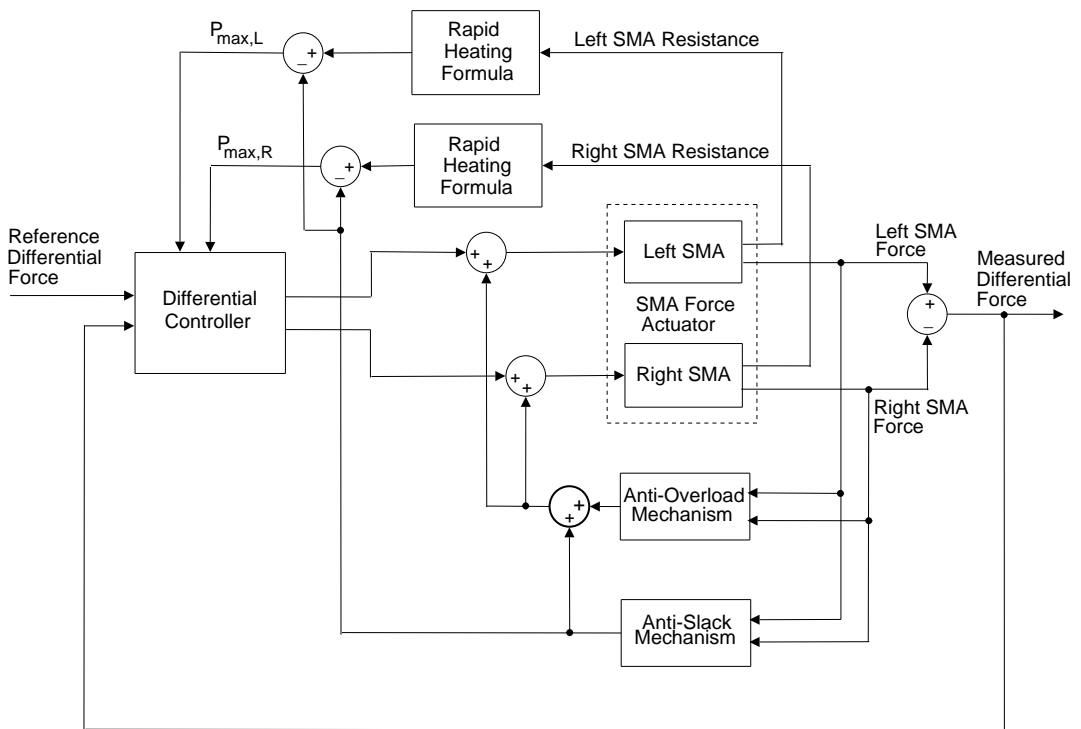 P max,L
Rapid
Heating
Formula
Left SMA Resistance
+
_
P max,R
Rapid
Heating
Formula
Right SMA Resistance
+
_
Reference
Differential
Force
Differential
Controller
+
+
Left SMA
SMA Force
Actuator
Right SMA
+
+
Left SMA
Force
Measured
Differential
Force
+
_
Right SMA
Force
Anti-Overload
Mechanism
+
+
Anti-Slack
Mechanism